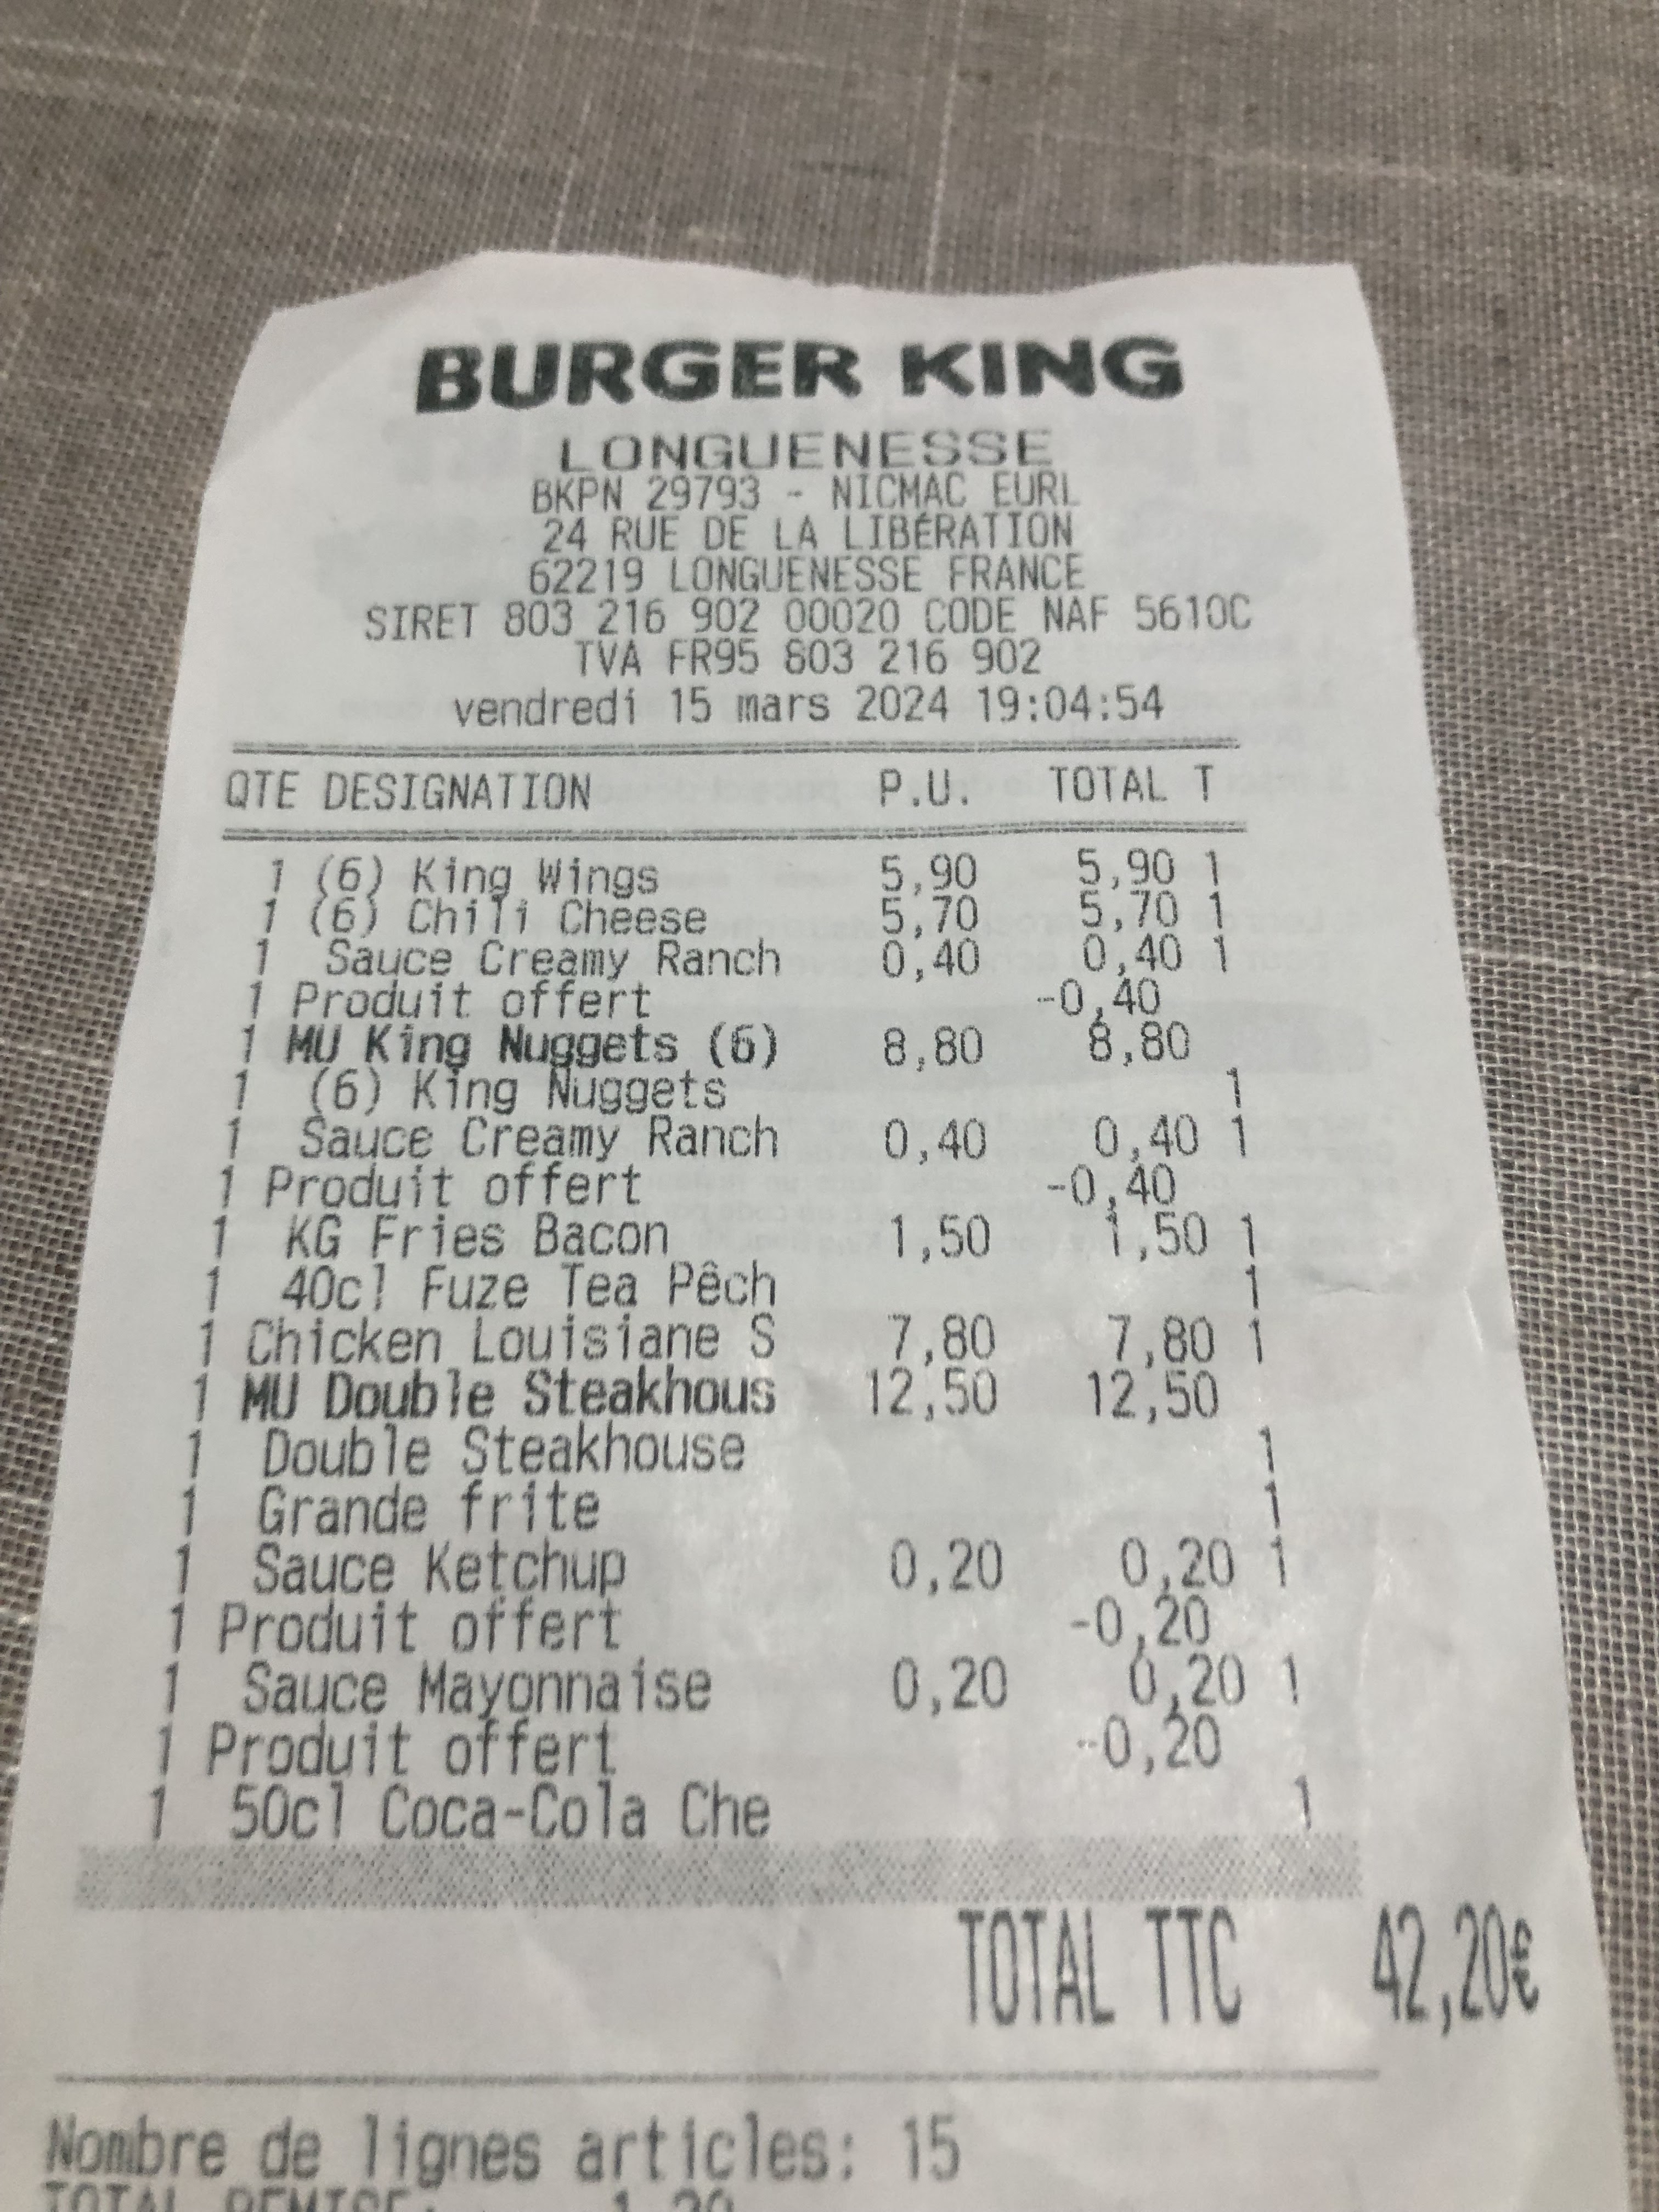 BURGER KING
LONGUENESSE
BKPN 29793 - NICMAC EURL
24 RUE DE LA LIBÉRATION
62219 LONGUENESSE FRANCE
SIRET 803 216 902 00020 CODE NAF 5610C
TVA FR95 803 216 902
vendredi 15 mars 2024 19:04:54
QTE DESIGNATION P.U. TOTAL T
1 (6) King Wings 5,90 5,90 1
1 (6) Chili Cheese 5,70 5,70 1
1 Sauce Creamy Ranch 0,40 0,40 1
1 Produit offert -0,40
1 MU King Nuggets (6) 8,80 8,80
1 (6) King Nuggets 1
1 Sauce Creamy Ranch 0,40 0,40 1
1 Produit offert -0,40
1 KG Fries Bacon 1,50 1,50 1
1 40cl Fuze Tea Pêch 1
1 Chicken Louisiane S 7,80 7,80 1
1 MU Double Steakhous 12,50 12,50
1 Double Steakhouse 1
1 Grande frite 1
1 Sauce Ketchup 0,20 0,20 1
1 Produit offert -0,20
1 Sauce Mayonnaise 0,20 0,20 1
1 Produit offert -0,20
1 50cl Coca-Cola Che 1
TOTAL TTC 42,20€
Nombre de lignes articles: 15
TOTAL REMISE: 1,20